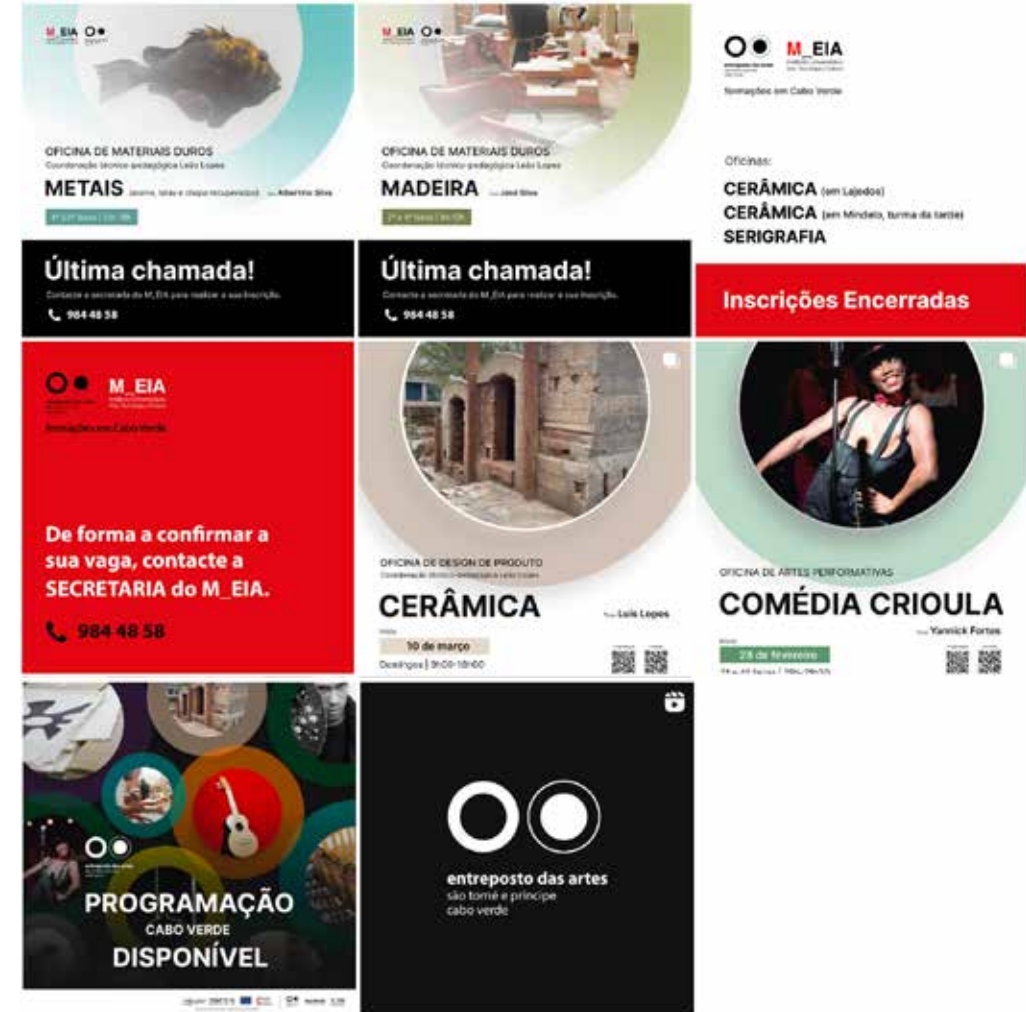 M_EIA
OFICINA DE MATERIAIS DUROS
Coordenação técnico-pedagógica Leão Lopes
METAIS Albertino Silva
Última chamada!
Contacte a secretaria do M_EIA para realizar a sua inscrição.
984 48 58
M_EIA
OFICINA DE MATERIAIS DUROS
Coordenação técnico-pedagógica Leão Lopes
MADEIRA José Silva
Última chamada!
Contacte a secretaria do M_EIA para realizar a sua inscrição.
984 48 58
M_EIA
entreposto das artes
formações em Cabo Verde
Oficinas:
CERÂMICA (em Lajedos)
CERÂMICA (em Mindelo, turma da tarde)
SERIGRAFIA
Inscrições Encerradas
M_EIA
formações em Cabo Verde
De forma a confirmar a
sua vaga, contacte a
SECRETARIA do M_EIA.
984 48 58
OFICINA DE DESIGN DE PRODUTO
Coordenação técnico-pedagógica Leão Lopes
CERÂMICA
Luís Lopes
10 de março
Domingos | 9h00-18h00
OFICINA DE ARTES PERFORMATIVAS
COMÉDIA CRIOULA
Yannick Fortes
28 de fevereiro
PROGRAMAÇÃO
CABO VERDE
DISPONÍVEL
entreposto das artes
são tomé e príncipe
cabo verde